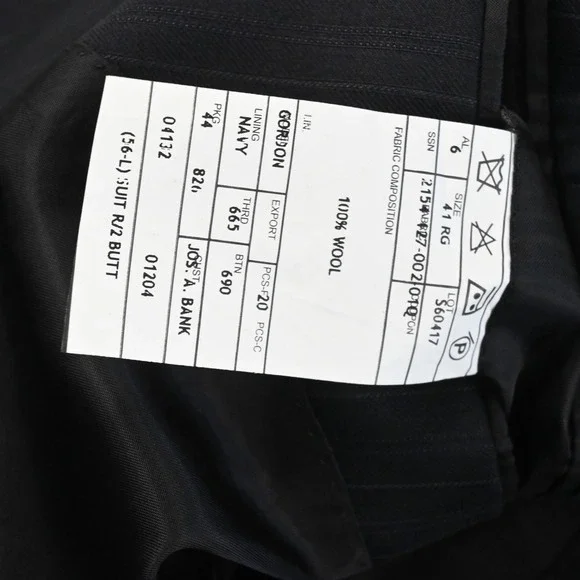 AL SIZE LOT
6 41 RG S60417
SSN
FABRIC COMPOSITION
100% WOOL
I.N.
GORDON EXPORT PCS-F PCS-C
20
LINING THRD BTN
NAVY 665 690
PKG CUST
44 JOS. A. BANK
04132 01204
(56-L) SUIT R/2 BUTT
P